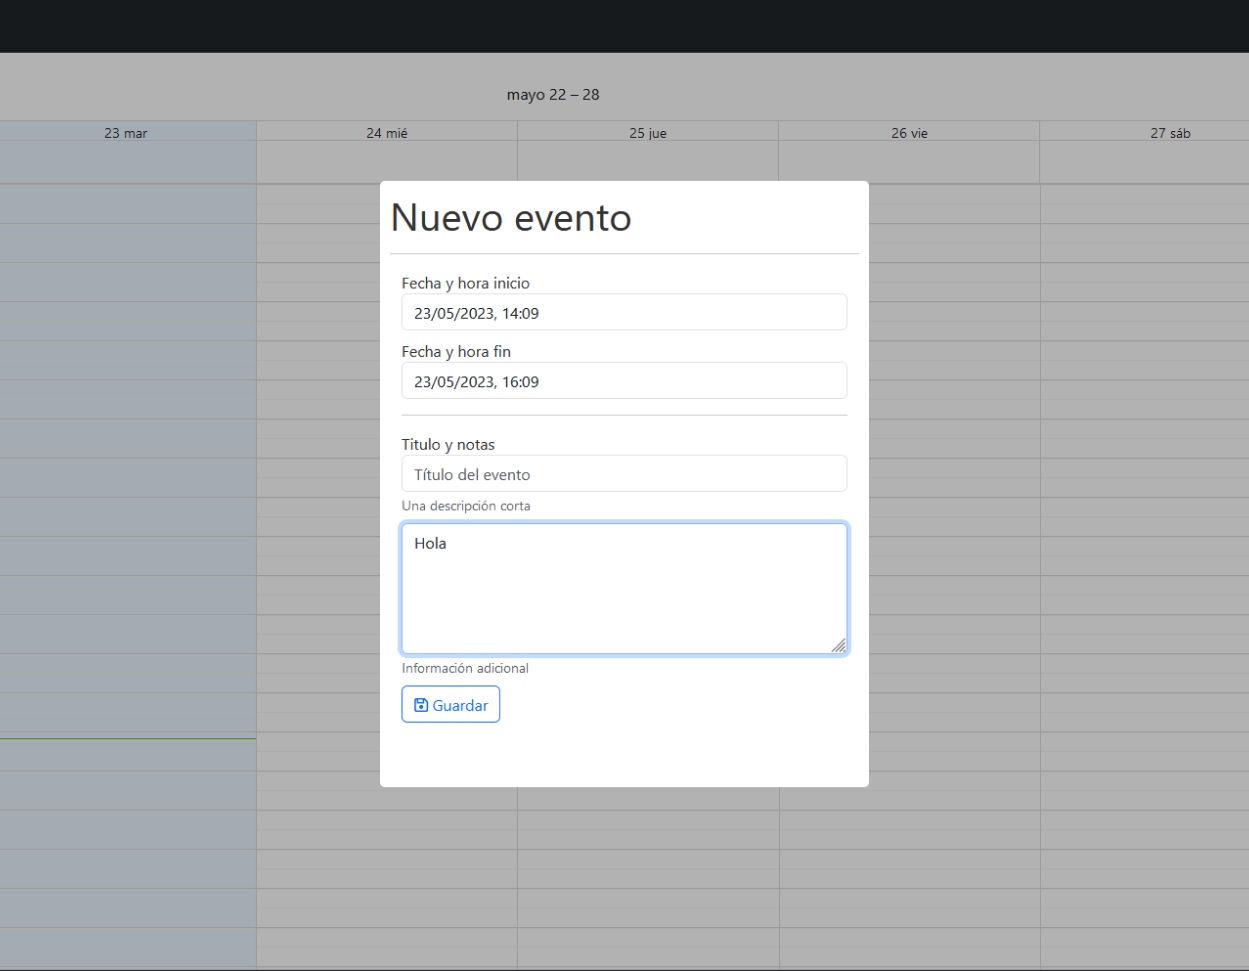 mayo 22 – 28
23 mar 24 mié 25 jue 26 vie 27 sáb
Nuevo evento
Fecha y hora inicio
23/05/2023, 14:09
Fecha y hora fin
23/05/2023, 16:09
Titulo y notas
Título del evento
Una descripción corta
Hola
Información adicional
Guardar